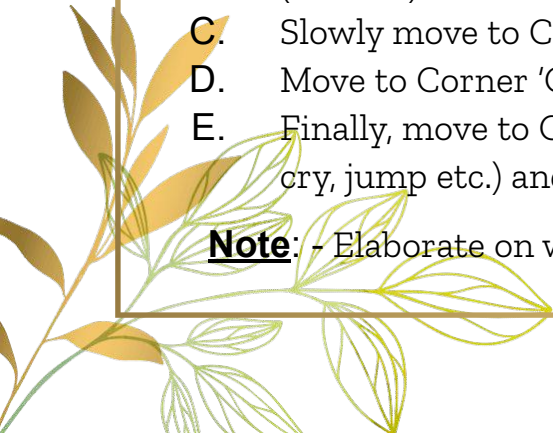 C. Slowly move to C
D. Move to Corner ‘
E. Finally, move to C
cry, jump etc.) and
Note: - Elaborate on